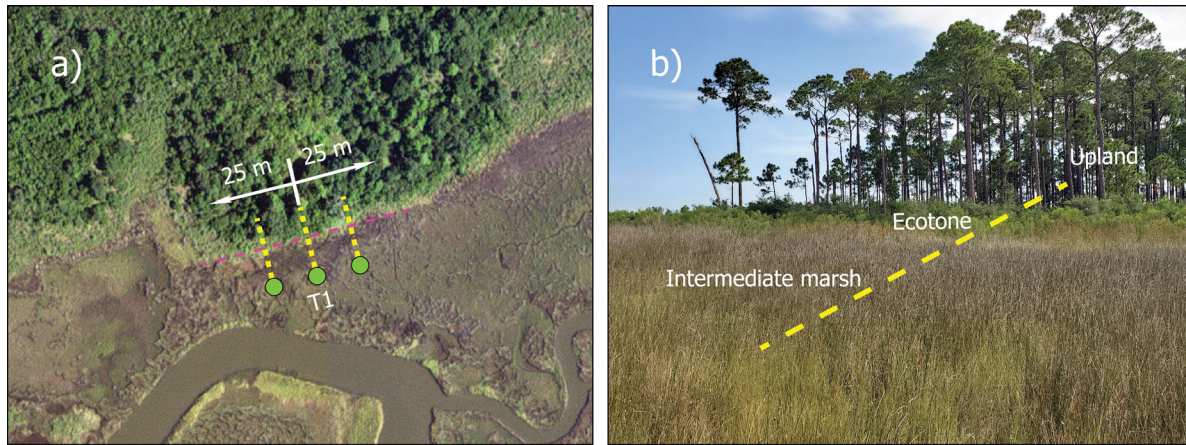 a)
25 m
25 m
T1
b)
Upland
Ecotone
Intermediate marsh